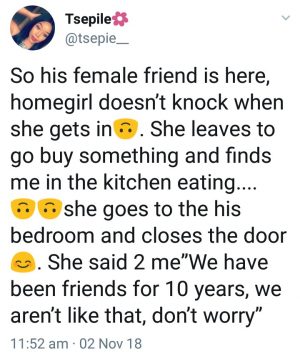 Tsepile🌸
@tsepie__
So his female friend is here,
homegirl doesn't knock when
she gets in🙃. She leaves to
go buy something and finds
me in the kitchen eating....
🙃🙃she goes to the his
bedroom and closes the door
😊. She said 2 me"We have
been friends for 10 years, we
aren't like that, don't worry"
11:52 am · 02 Nov 18